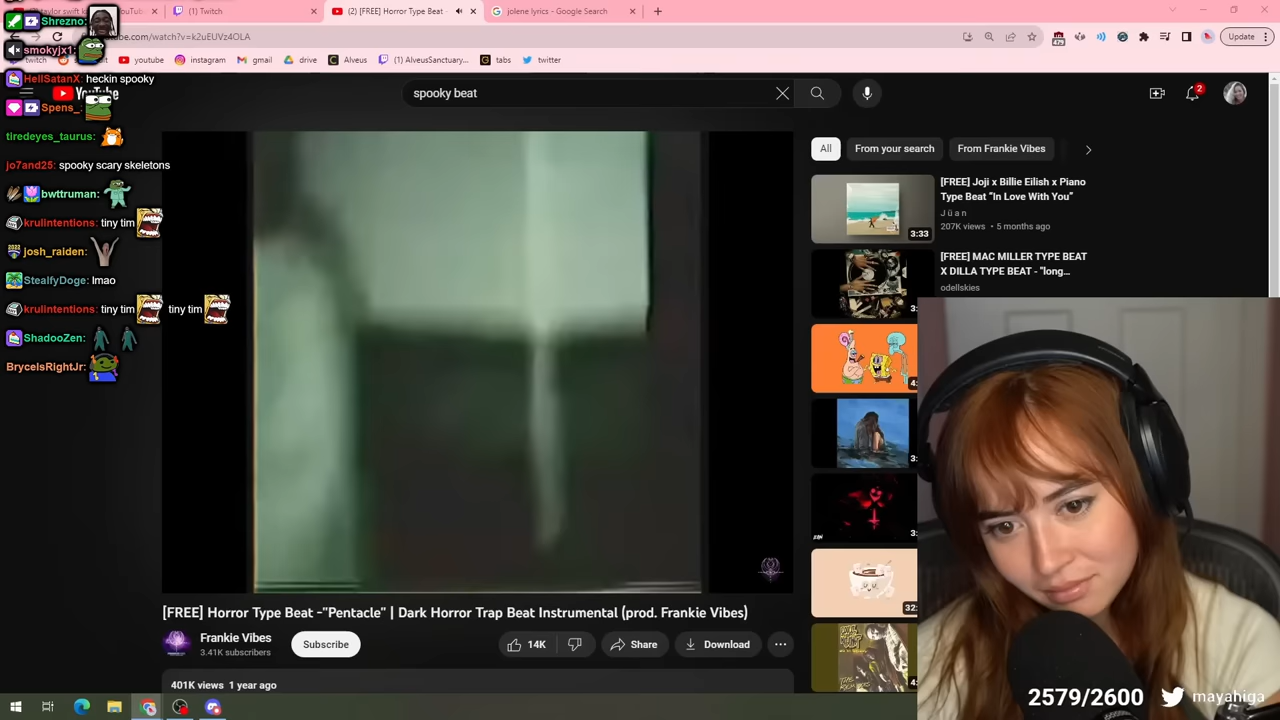 YouTube
(2) Twitch
(2) [FREE] Horror Type Beat
jolene lyrics - Google Search
Update
youtube
instagram
gmail
drive
Alveus
(1) AlveusSanctuary...
tabs
twitter
spooky beat
2
Shrezno:
smokyjx1:
HellSatanX: heckin spooky
Spens_:
tiredeyes_taurus:
jo7and25: spooky scary skeletons
bwttruman:
krulintentions: tiny tim
josh_raiden:
StealfyDoge: lmao
krulintentions: tiny tim tiny tim
ShadooZen:
BryceIsRightJr:
All
From your search
From Frankie Vibes
[FREE] Joji x Billie Eilish x Piano
Type Beat “In Love With You”
J ü a n
207K views • 5 months ago
3:33
[FREE] MAC MILLER TYPE BEAT
X DILLA TYPE BEAT - "long...
odellskies
[FREE] Horror Type Beat -"Pentacle" | Dark Horror Trap Beat Instrumental (prod. Frankie Vibes)
Frankie Vibes
3.41K subscribers
Subscribe
14K
Share
Download
401K views 1 year ago
2579/2600
mayahiga